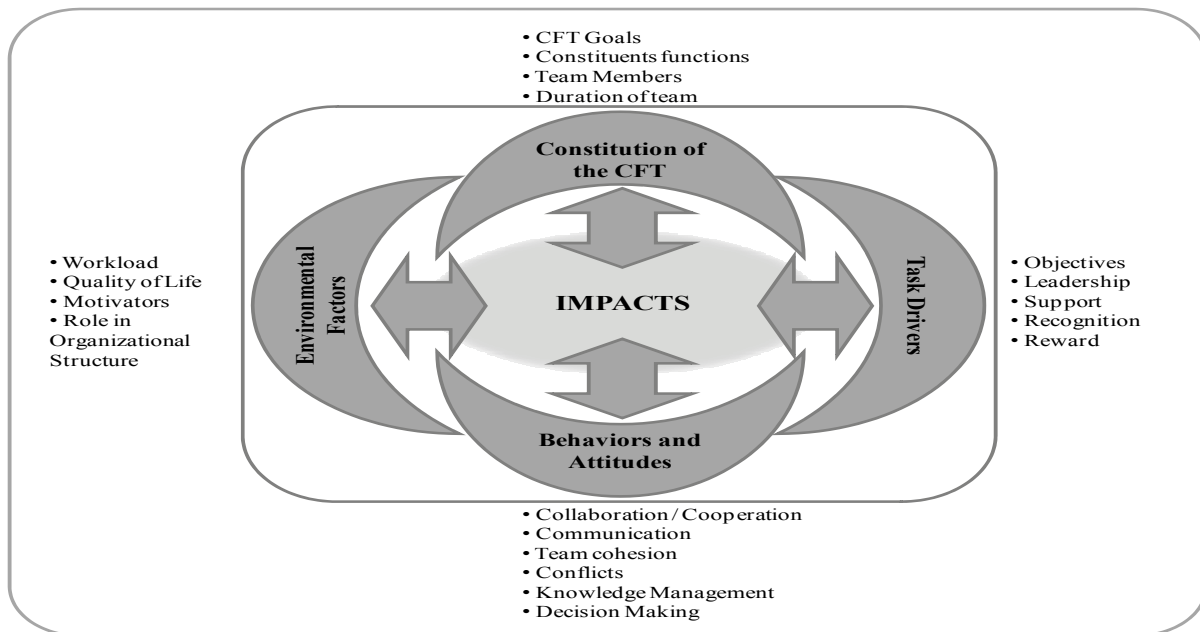 • CFT Goals
• Constituents functions
• Team Members
• Duration of team
Constitution of
the CFT
• Workload
• Quality of Life
• Motivators
• Role in
Organizational
Structure
Environmental
Factors
IMPACTS
Task Drivers
• Objectives
• Leadership
• Support
• Recognition
• Reward
Behaviors and
Attitudes
• Collaboration / Cooperation
• Communication
• Team cohesion
• Conflicts
• Knowledge Management
• Decision Making